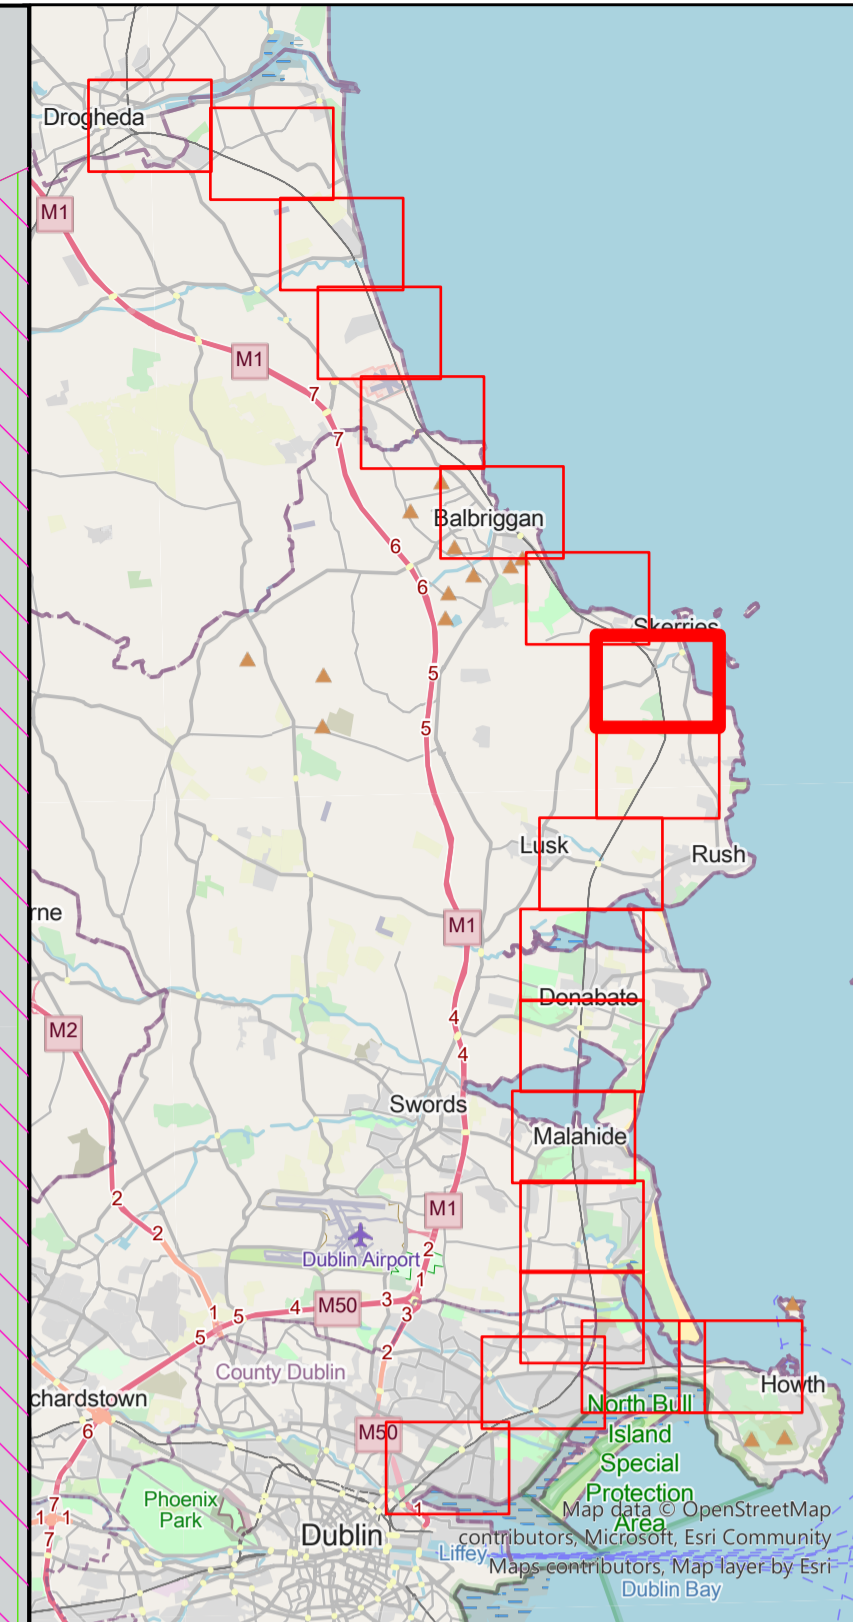 Drogheda
M1
M1
7
7
Balbriggan
6
6
Skerries
5
5
Lusk
Rush
rne
M1
Donabate
M2
4
4
Swords
Malahide
2
M1
2
Dublin Airport
2
1
M50
4
3
3
5
1
5
2
County Dublin
chardstown
Howth
North Bull
Island
Special
Protection
Area
6
M50
7
1
1
7
Phoenix
Park
1
Dublin
Liffey
Map data © OpenStreetMap
contributors, Microsoft, Esri Community
Maps contributors, Map layer by Esri
Dublin Bay